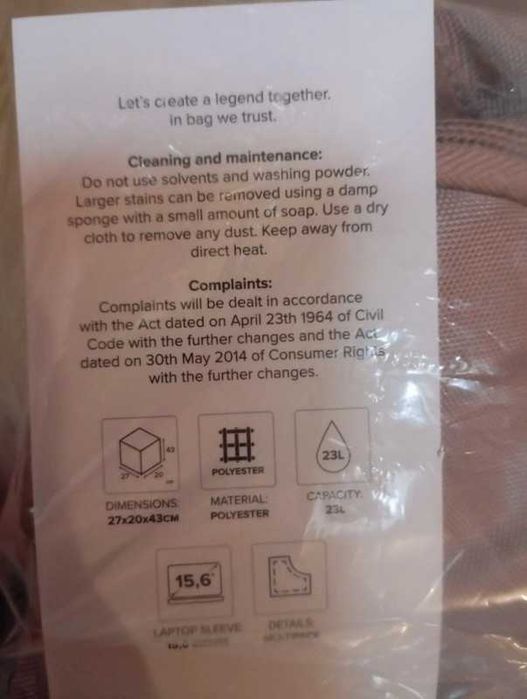 Let's create a legend together.
in bag we trust.
Cleaning and maintenance:
Do not use solvents and washing powder.
Larger stains can be removed using a damp
sponge with a small amount of soap. Use a dry
cloth to remove any dust. Keep away from
direct heat.
Complaints:
Complaints will be dealt in accordance
with the Act dated on April 23th 1964 of Civil
Code with the further changes and the Act
dated on 30th May 2014 of Consumer Rights
with the further changes.
43
27 20
POLYESTER
23L
DIMENSIONS:
27x20x43CM
MATERIAL:
POLYESTER
CAPACITY:
23L
15,6"
LAPTOP SLEEVE:
DETAILS: